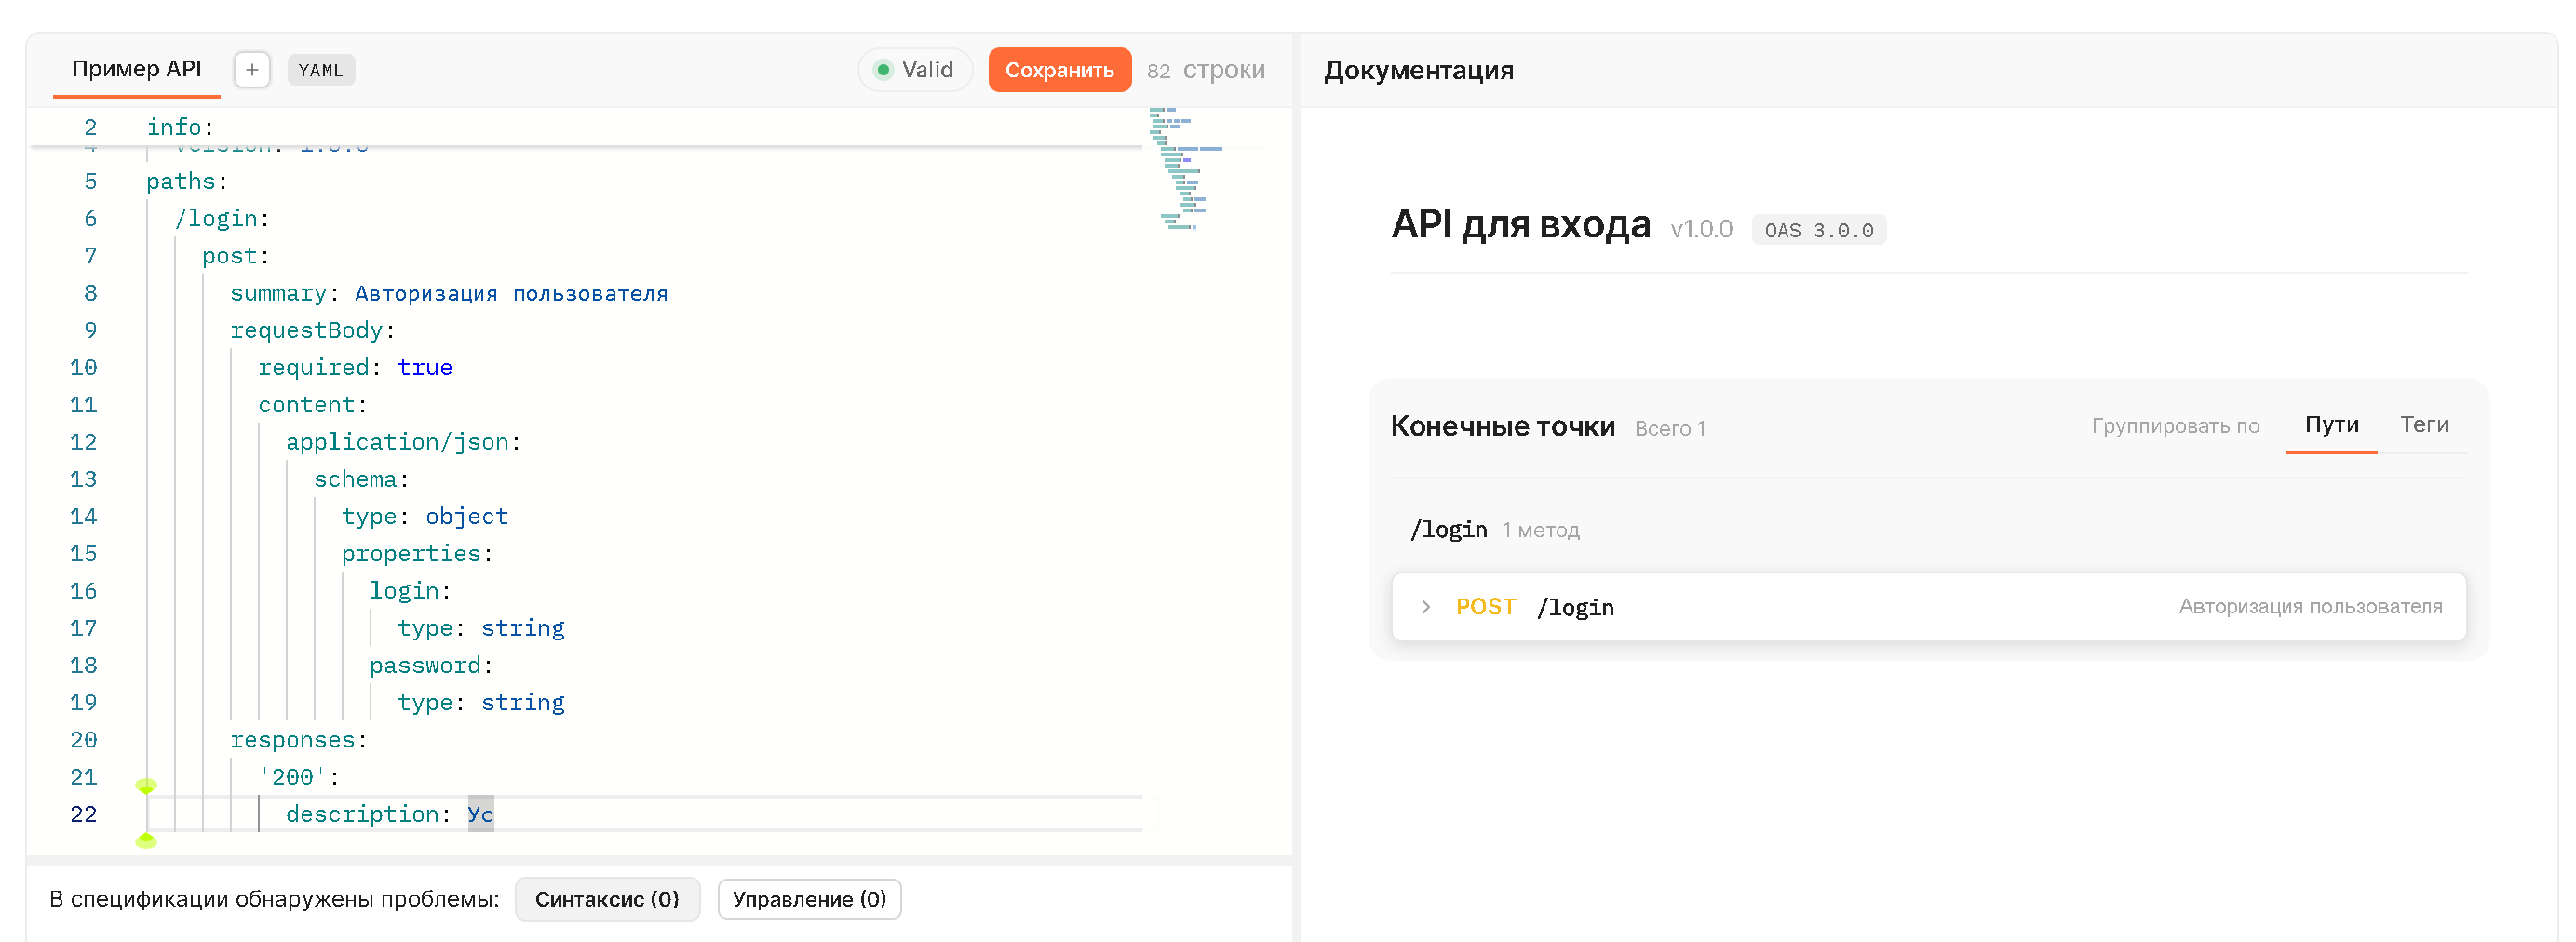 Пример API + YAML Valid Сохранить 82 строки
2 info:
5 paths:
6 /login:
7 post:
8 summary: Авторизация пользователя
9 requestBody:
10 required: true
11 content:
12 application/json:
13 schema:
14 type: object
15 properties:
16 login:
17 type: string
18 password:
19 type: string
20 responses:
21 '200':
22 description: Ус
В спецификации обнаружены проблемы: Синтаксис (0) Управление (0)
Документация
API для входа v1.0.0 OAS 3.0.0
Конечные точки Всего 1 Группировать по Пути Теги
/login 1 метод
POST /login Авторизация пользователя